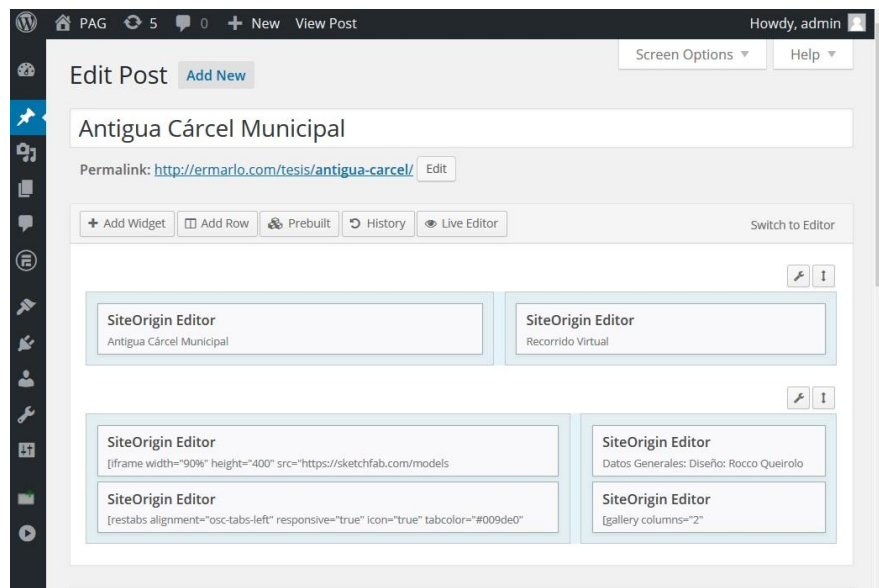 PAG 5 0 New View Post Howdy, admin
Screen Options Help
Edit Post Add New
Antigua Cárcel Municipal
Permalink: http://ermarlo.com/tesis/antigua-carcel/ Edit
Add Widget Add Row Prebuilt History Live Editor Switch to Editor
SiteOrigin Editor
Antigua Cárcel Municipal
SiteOrigin Editor
Recorrido Virtual
SiteOrigin Editor
[iframe width="90%" height="400" src="https://sketchfab.com/models
SiteOrigin Editor
[restabs alignment="osc-tabs-left" responsive="true" icon="true" tabcolor="#009de0"
SiteOrigin Editor
Datos Generales: Diseño: Rocco Queirolo
SiteOrigin Editor
[gallery columns="2"